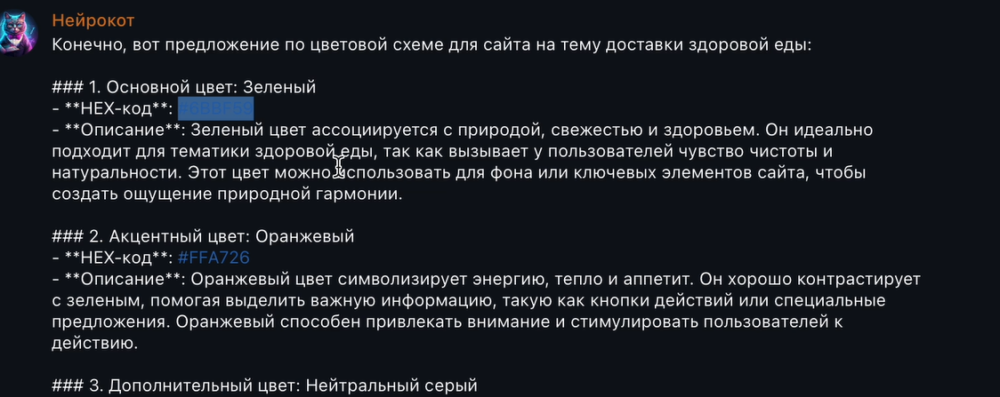 Нейрокот
Конечно, вот предложение по цветовой схеме для сайта на тему доставки здоровой еды:
### 1. Основной цвет: Зеленый
- **HEX-код**:
- **Описание**: Зеленый цвет ассоциируется с природой, свежестью и здоровьем. Он идеально
подходит для тематики здоровой еды, так как вызывает у пользователей чувство чистоты и
натуральности. Этот цвет можно использовать для фона или ключевых элементов сайта, чтобы
создать ощущение природной гармонии.
### 2. Акцентный цвет: Оранжевый
- **HEX-код**: #FFA726
- **Описание**: Оранжевый цвет символизирует энергию, тепло и аппетит. Он хорошо контрастирует
с зеленым, помогая выделить важную информацию, такую как кнопки действий или специальные
предложения. Оранжевый способен привлекать внимание и стимулировать пользователей к
действию.
### 3. Дополнительный цвет: Нейтральный серый